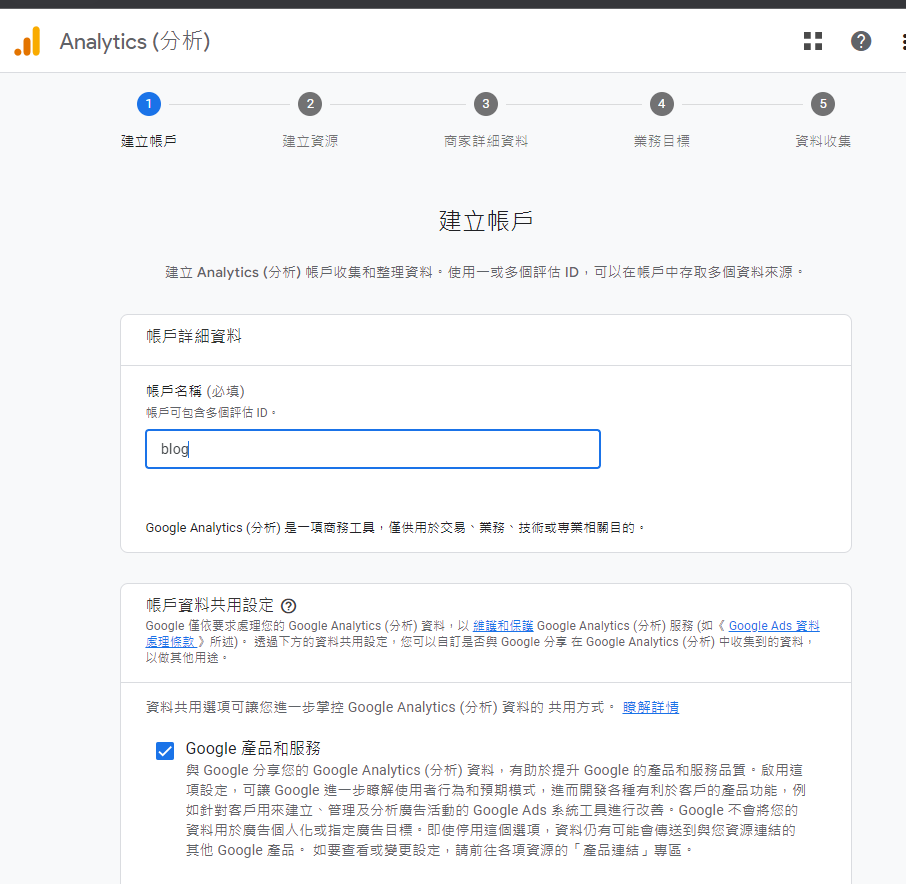 Analytics (分析)
1 2 3 4 5
建立帳戶 建立資源 商家詳細資料 業務目標 資料收集
建立帳戶
建立 Analytics (分析) 帳戶收集和整理資料。使用一或多個評估 ID，可以在帳戶中存取多個資料來源。
帳戶詳細資料
帳戶名稱 (必填)
帳戶可包含多個評估 ID。
blog
Google Analytics (分析) 是一項商務工具，僅供用於交易、業務、技術或專業相關目的。
帳戶資料共用設定
Google 僅依要求處理您的 Google Analytics (分析) 資料，以 維護和保護 Google Analytics (分析) 服務 (如《 Google Ads 資料
處理條款 》所述)。 透過下方的資料共用設定，您可以自訂是否與 Google 分享 在 Google Analytics (分析) 中收集到的資料，
以做其他用途。
資料共用選項可讓您進一步掌控 Google Analytics (分析) 資料的 共用方式。 瞭解詳情
Google 產品和服務
與 Google 分享您的 Google Analytics (分析) 資料，有助於提升 Google 的產品和服務品質。啟用這
項設定，可讓 Google 進一步瞭解使用者行為和預期模式，進而開發各種有利於客戶的產品功能，例
如針對客戶用來建立、管理及分析廣告活動的 Google Ads 系統工具進行改善。Google 不會將您的
資料用於廣告個人化或指定廣告目標。即使停用這個選項，資料仍有可能會傳送到與您資源連結的
其他 Google 產品。 如要查看或變更設定，請前往各項資源的「產品連結」專區。